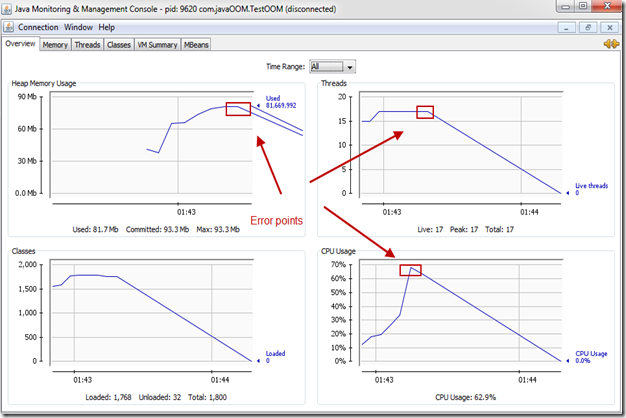 Java Monitoring & Management Console - pid: 9620 com.javaOOM.TestOOM (disconnected)
Connection Window Help
Overview Memory Threads Classes VM Summary MBeans
Time Range: All
Heap Memory Usage
90 Mb
60 Mb
30 Mb
0.0 Mb
Used
81.669.992
01:43
Used: 81.7 Mb Committed: 93.3 Mb Max: 93.3 Mb
Threads
20
15
10
5
0
Live threads
0
01:43 01:44
Live: 17 Peak: 17 Total: 17
Error points
Classes
2,000
1,500
1,000
500
0
Loaded
0
01:43 01:44
Loaded: 1,768 Unloaded: 32 Total: 1,800
CPU Usage
70%
60%
50%
40%
30%
20%
10%
0%
CPU Usage
0.0%
01:43 01:44
CPU Usage: 62.9%